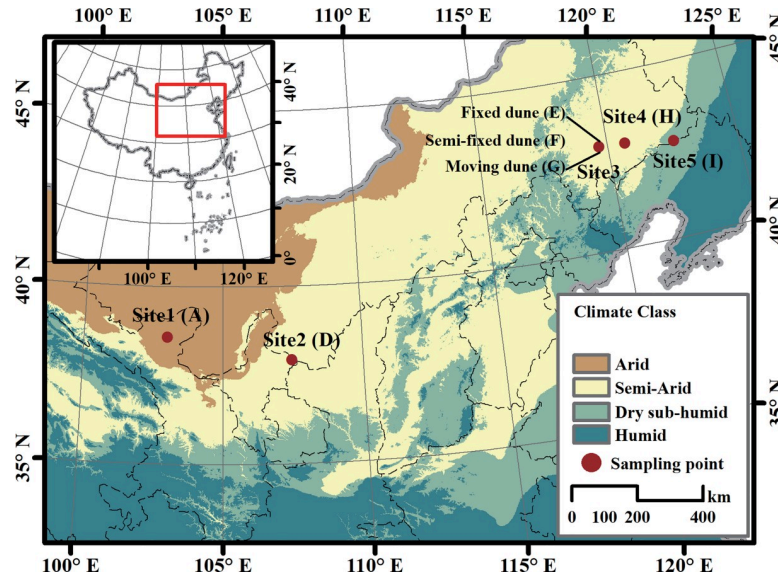 100° E
105° E
110° E
115° E
120° E
125° E
45° N
45° N
40° N
20° N
0°
100° E
120° E
Fixed dune (E)
Site4 (H)
Semi-fixed dune (F)
Moving dune (G)
Site3
Site5 (I)
40° N
40° N
Site1 (A)
Site2 (D)
35° N
35° N
Climate Class
Arid
Semi-Arid
Dry sub-humid
Humid
Sampling point
km
0 100 200 400
100° E
105° E
110° E
115° E
120° E